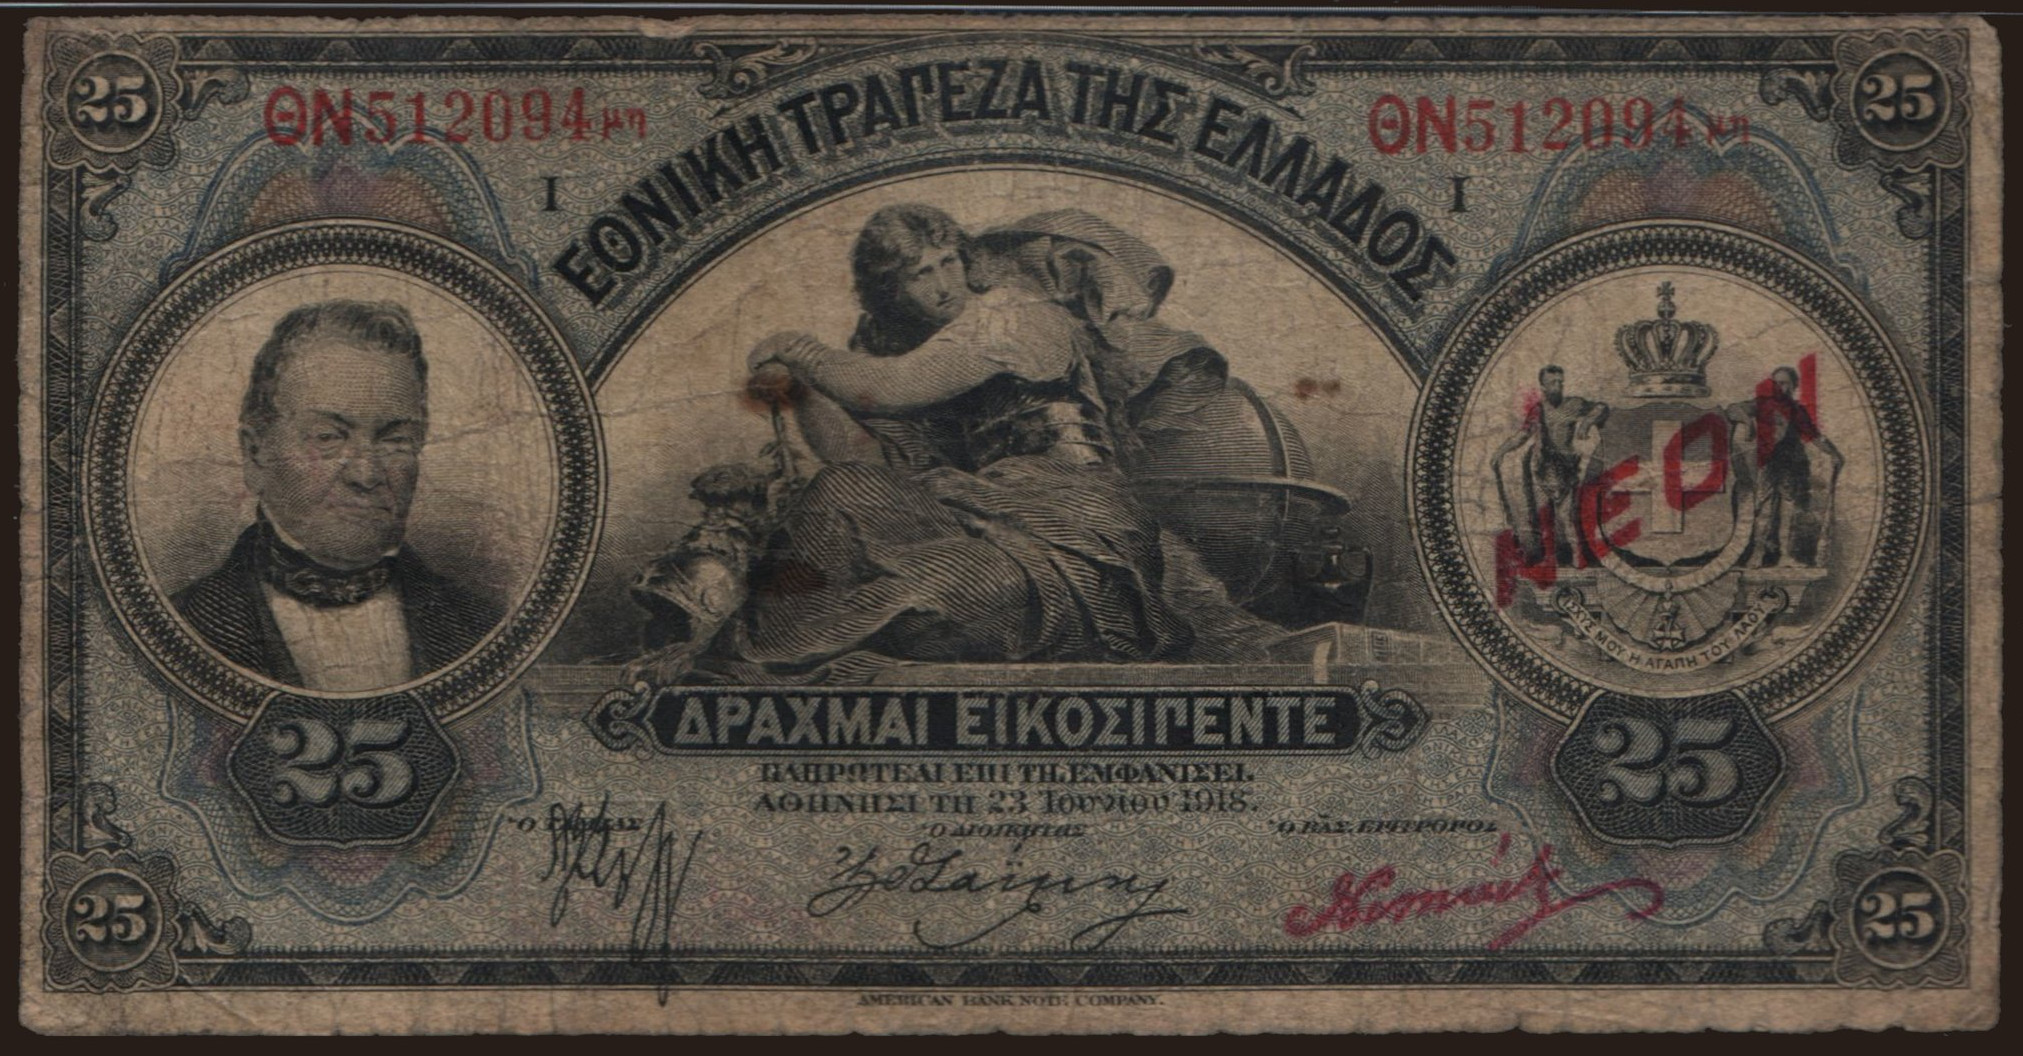 25 25
ΘΝ512094μη ΘΝ512094μη
Ι Ι
ΕΘΝΙΚΗ ΤΡΑΠΕΖΑ ΤΗΣ ΕΛΛΑΔΟΣ
ΝΕΟΝ
ΙΣΧΥΣ ΜΟΥ Η ΑΓΑΠΗ ΤΟΥ ΛΑΟΥ
25 ΔΡΑΧΜΑΙ ΕΙΚΟΣΙΠΕΝΤΕ 25
ΠΛΗΡΩΤΕΑΙ ΕΠΙ ΤΗ ΕΜΦΑΝΙΣΕΙ.
ΑΘΗΝΗΣΙ ΤΗ 23 Ιουνίου 1918.
Ὁ ΔΙΟΙΚΗΤΗΣ Ὁ ΒΑΣ. ΕΠΙΤΡΟΠΟΣ
25 25
AMERICAN BANK NOTE COMPANY.